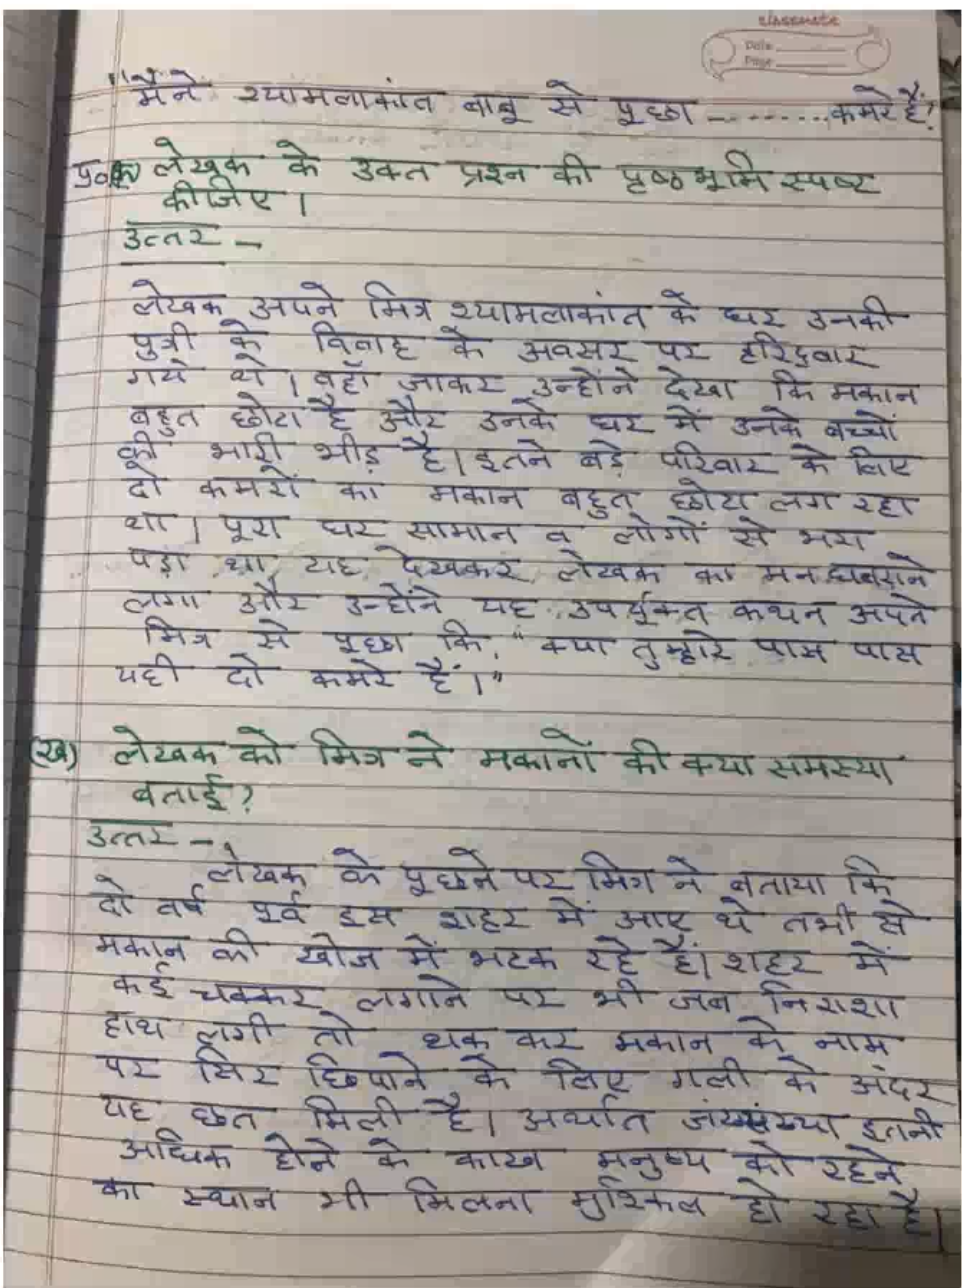 classmate
Date
Page
"मैंने श्यामलाकांत बाबू से पूछा -------- कमरे हैं?
प्र०(क) लेखक के उक्त प्रश्न की पृष्ठभूमि स्पष्ट
कीजिए।
उत्तर -
लेखक अपने मित्र श्यामलाकांत के घर उनकी
पुत्री के विवाह के अवसर पर हरिदुवार
गये थे। वहाँ जाकर उन्होंने देखा कि मकान
बहुत छोटा है और उनके घर में उनके बच्चों
की भारी भीड़ है। इतने बड़े परिवार के लिए
दो कमरों का मकान बहुत छोटा लग रहा
था। पूरा घर सामान व लोगों से भरा
पड़ा था, यह देखकर लेखक का मन घबराने
लगा और उन्होंने यह उपर्युक्त कथन अपने
मित्र से पूछा कि, "क्या तुम्हारे पास पास
यही दो कमरे हैं।"
(ख) लेखक को मित्र ने मकानों की क्या समस्या
बताई?
उत्तर -
लेखक के पूछने पर मित्र ने बताया कि
दो वर्ष पूर्व इस शहर में आए थे तभी से
मकान की खोज में भटक रहे हैं। शहर में
कई चक्कर लगाने पर भी जब निराशा
हाथ लगी तो थक कर मकान के नाम
पर सिर छिपाने के लिए गली के अंदर
यह छत मिली है। अर्थात इतनी
अधिक होने के कारण मनुष्य को रहने
का स्थान भी मिलना मुश्किल हो रहा है।